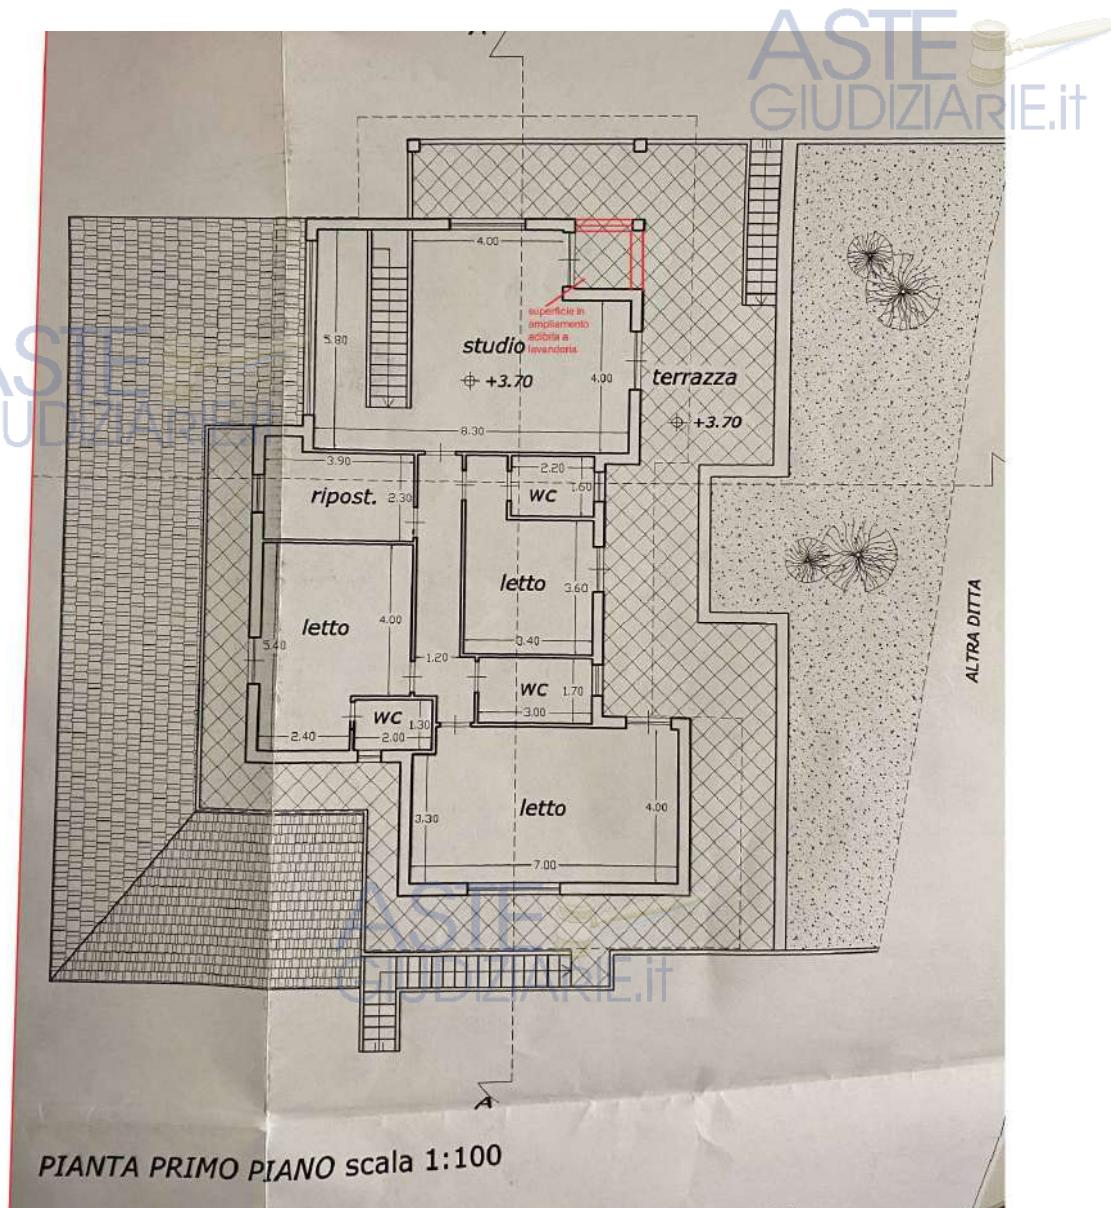 ASTE
GIUDIZIARIE.it
A
4.00
superficie in
ampliamento
adibita a
lavanderia
5.80
studio
+3.70
4.00
terrazza
+3.70
8.30
3.90
ripost.
2.30
2.20
wc
1.60
letto
3.60
3.40
letto
4.00
5.40
1.20
wc
1.70
3.00
wc
1.30
2.40
2.00
letto
3.30
4.00
7.00
ALTRA DITTA
ASTE
GIUDIZIARIE.it
ASTE
GIUDIZIARIE.it
A
PIANTA PRIMO PIANO scala 1:100